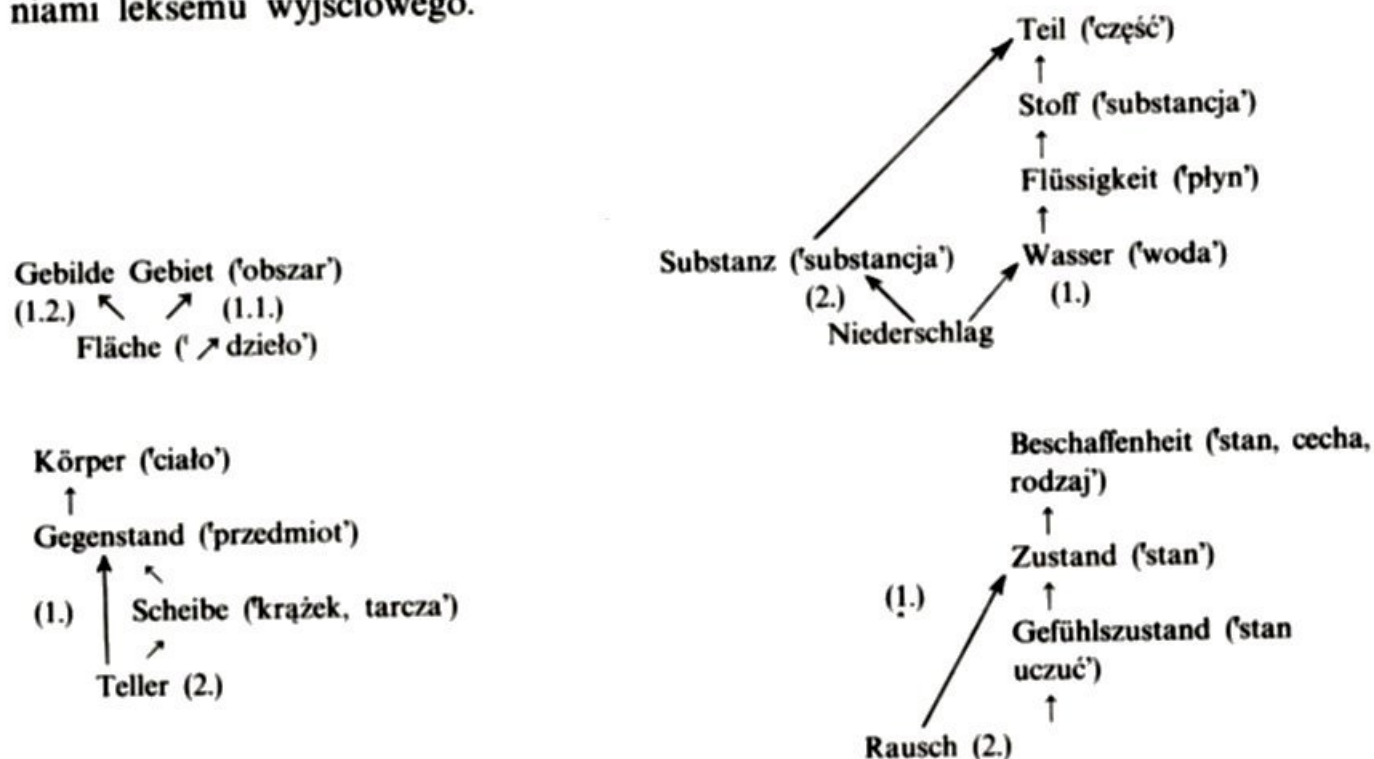 niami leksemu wyjściowego.
Teil ('część')
↑
Stoff ('substancja')
↑
Flüssigkeit ('płyn')
↑
Substanz ('substancja') Wasser ('woda')
(2.) (1.)
Niederschlag
Gebilde Gebiet ('obszar')
(1.2.) ↖ ↗ (1.1.)
Fläche (' ↗ dzieło')
Körper ('ciało')
↑
Gegenstand ('przedmiot')
↖
(1.) Scheibe ('krążek, tarcza')
↗
Teller (2.)
Beschaffenheit ('stan, cecha,
rodzaj')
↑
Zustand ('stan')
(1.) ↑
Gefühlszustand ('stan
uczuć')
↑
Rausch (2.)